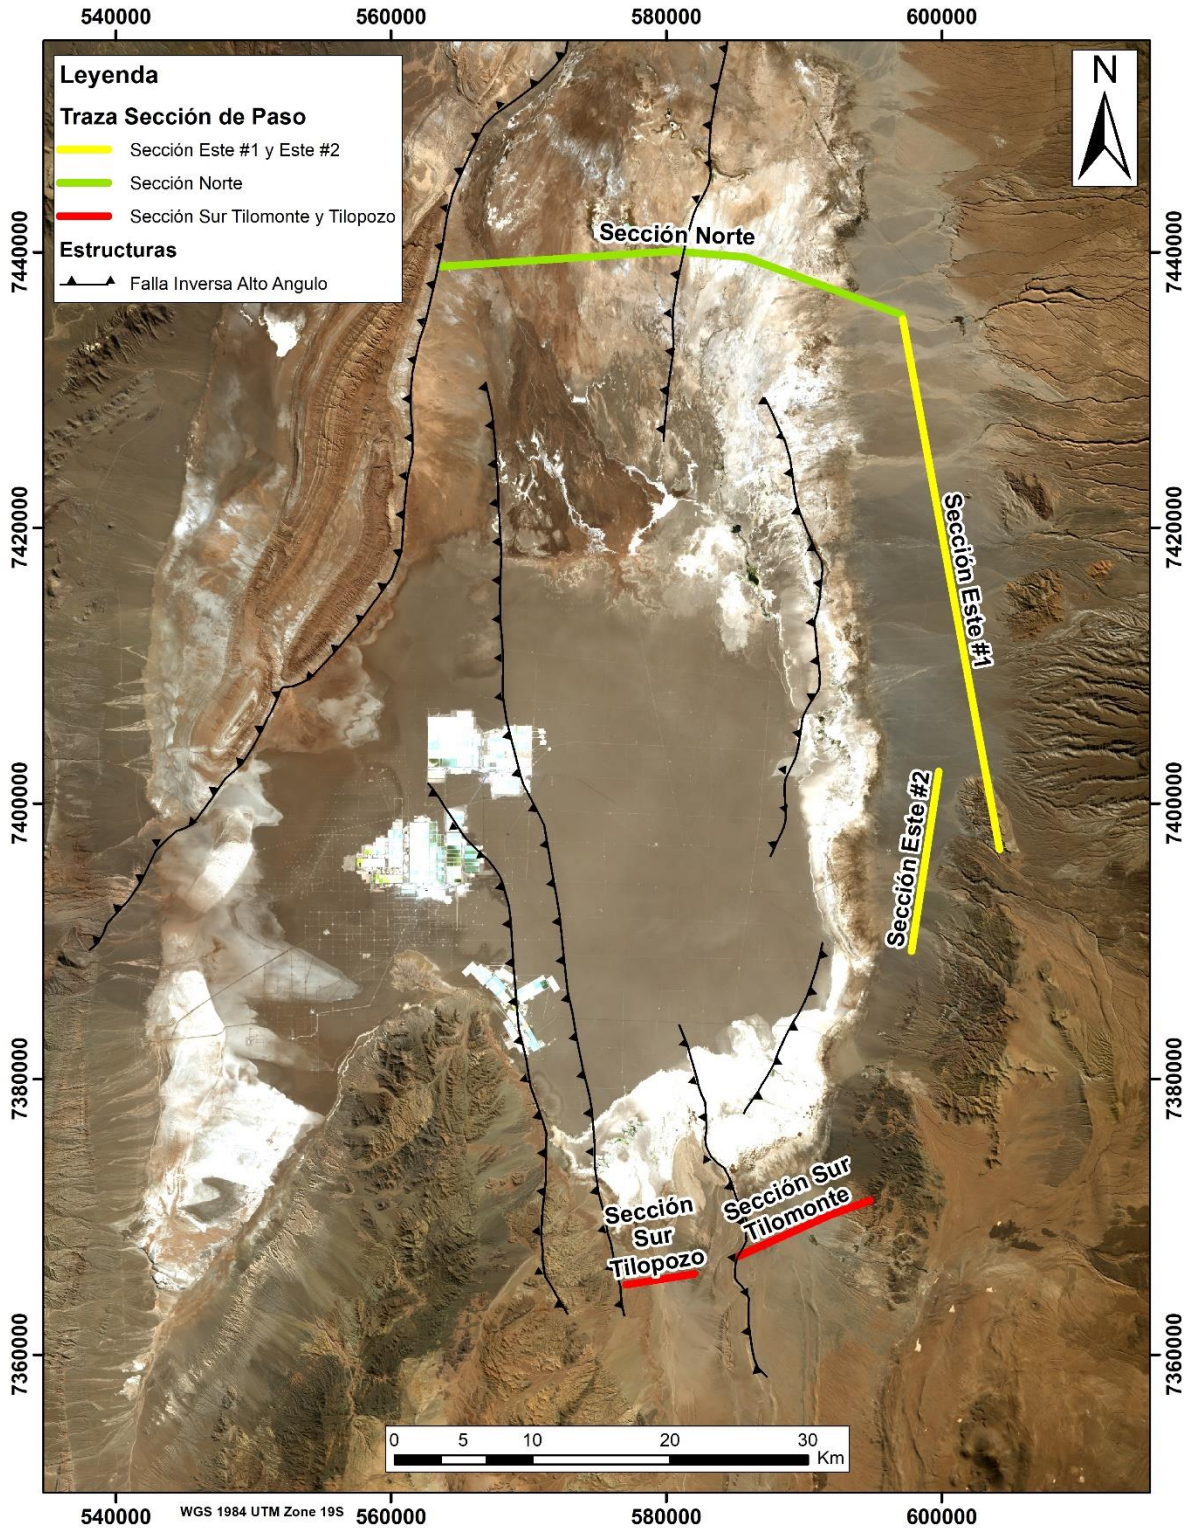 540000 560000 580000 600000
Leyenda
Traza Sección de Paso
Sección Este #1 y Este #2
Sección Norte
Sección Sur Tilomonte y Tilopozo
Estructuras
Falla Inversa Alto Angulo
N
Sección Norte
7440000 7440000
Sección Este #1
7420000 7420000
Sección Este #2
7400000 7400000
7380000 7380000
Sección Sur
Tilomonte
Sección
Sur
Tilopozo
7360000 7360000
0 5 10 20 30
Km
WGS 1984 UTM Zone 19S
540000 560000 580000 600000